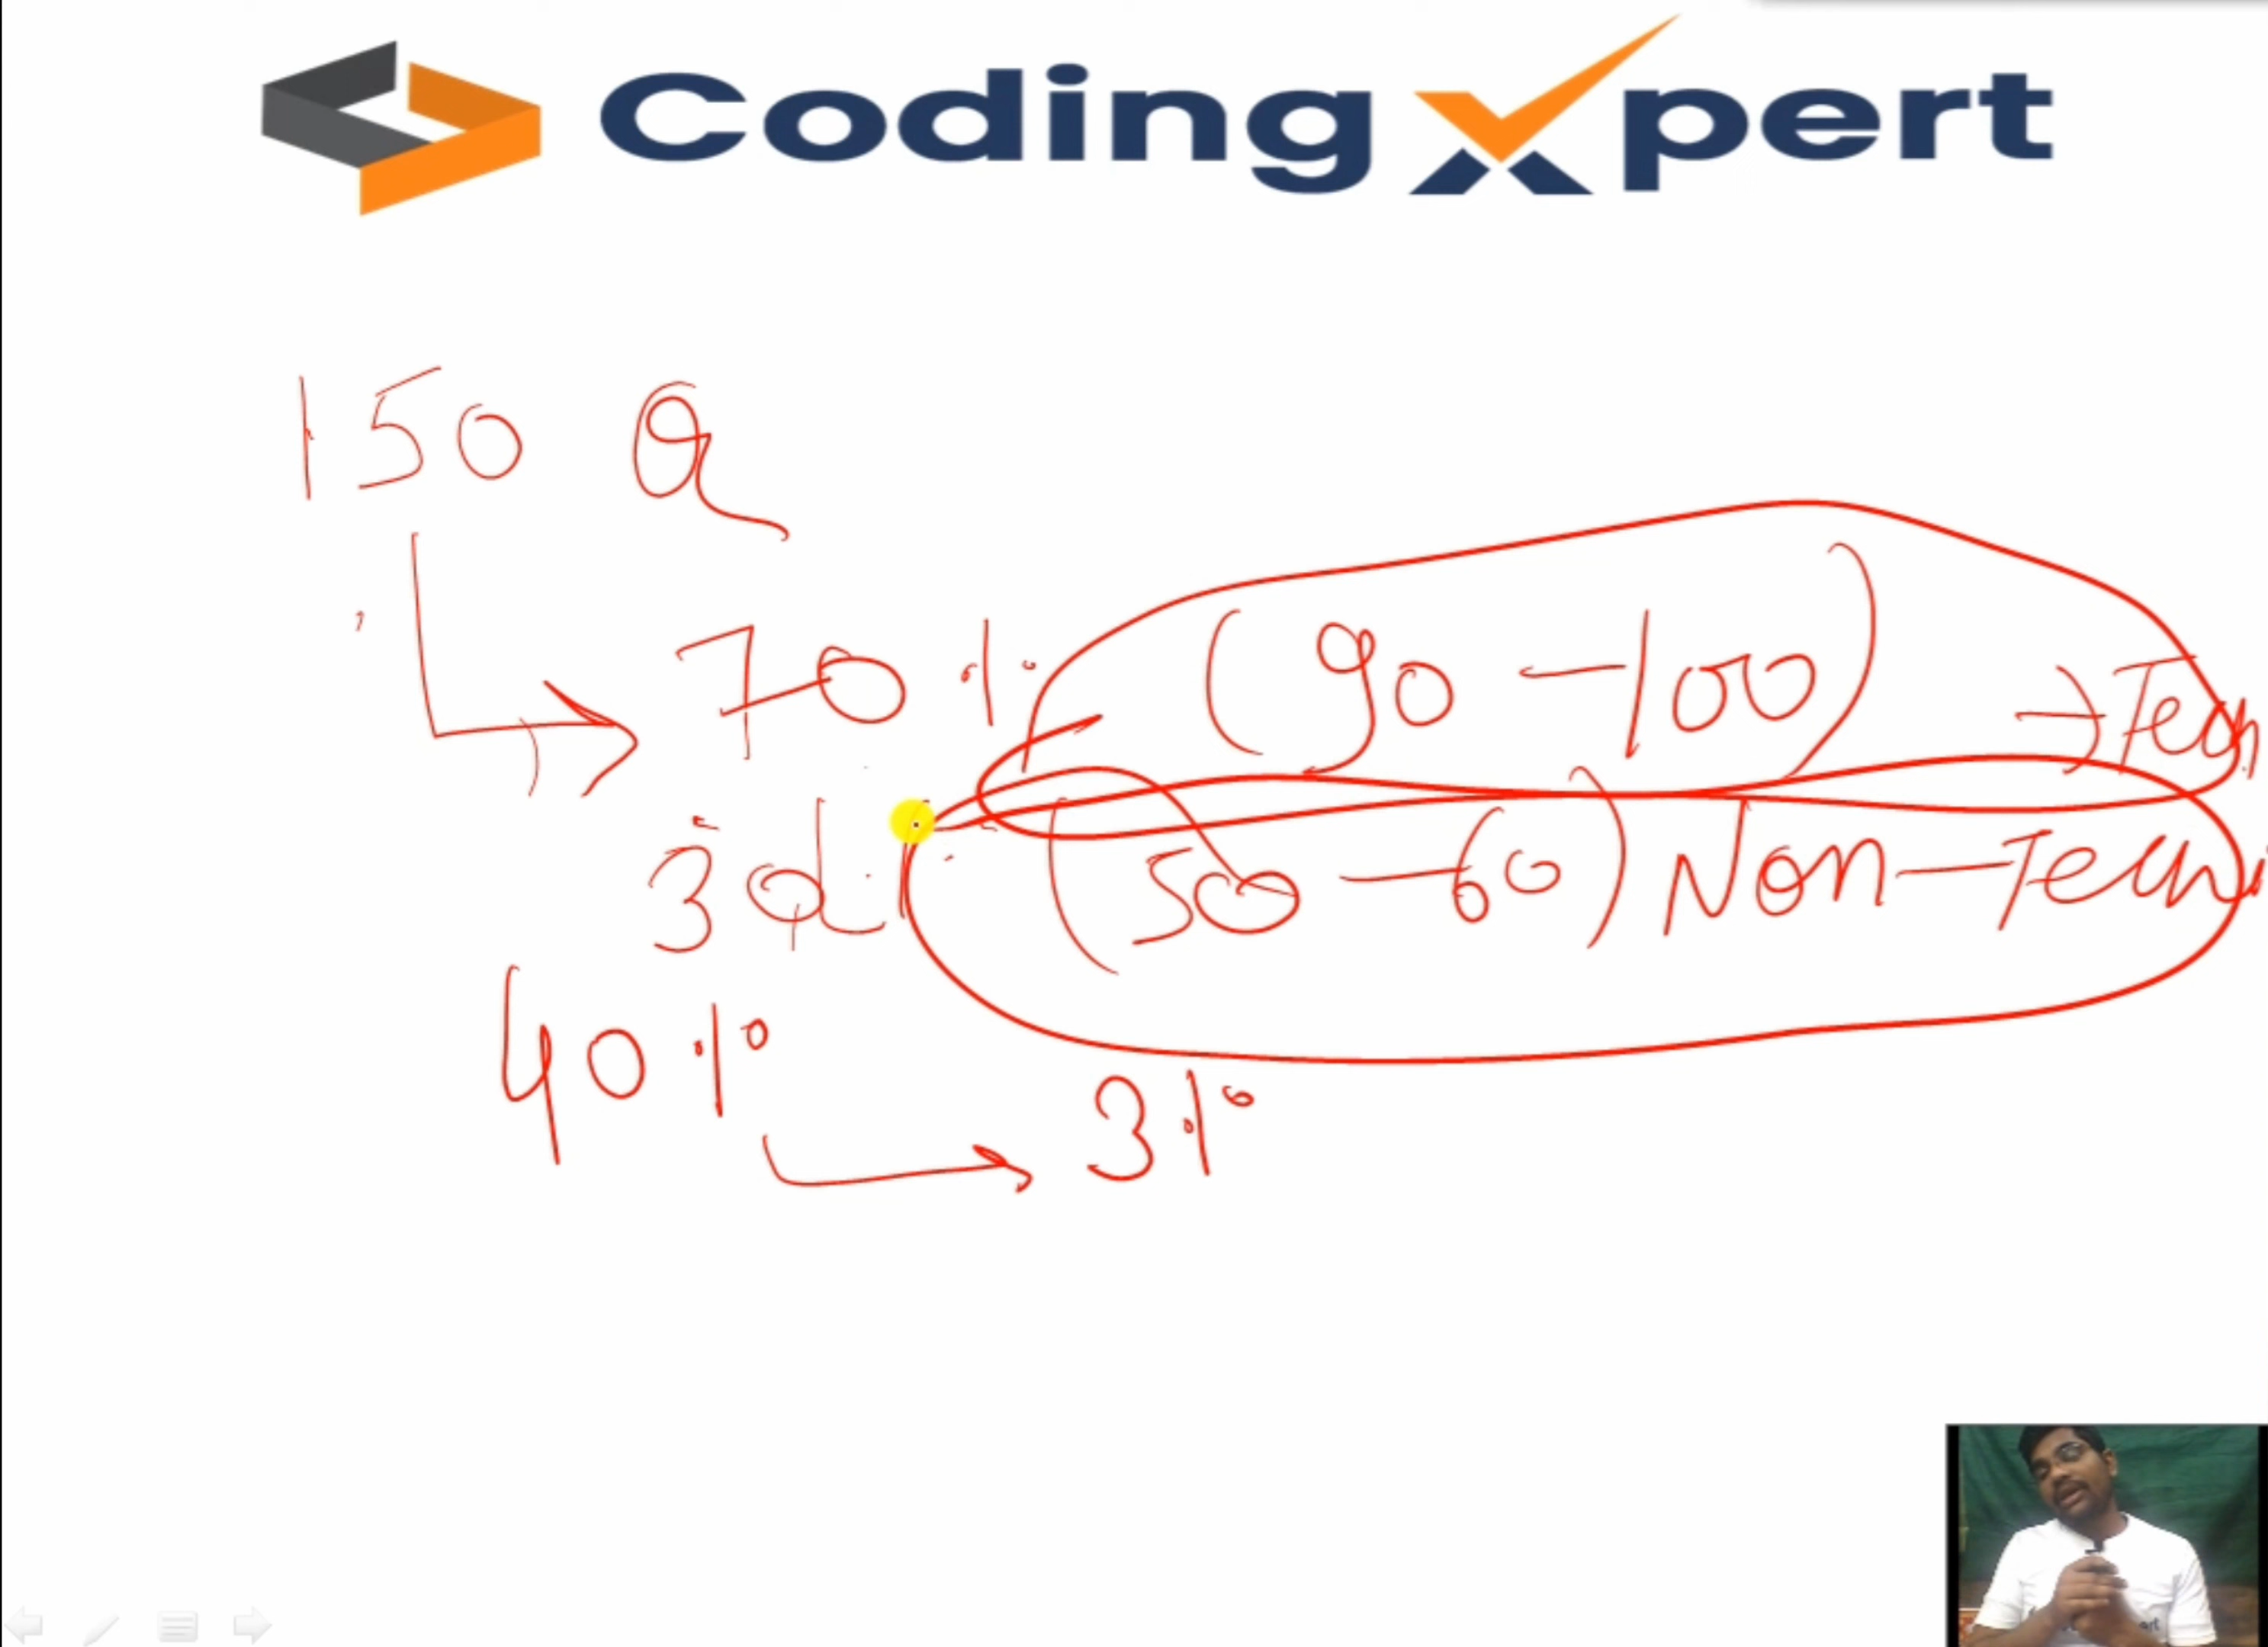 Coding Xpert
150 Q
70% (90-100) → Tech
30% (50-60) Non-Tech
40%
3%